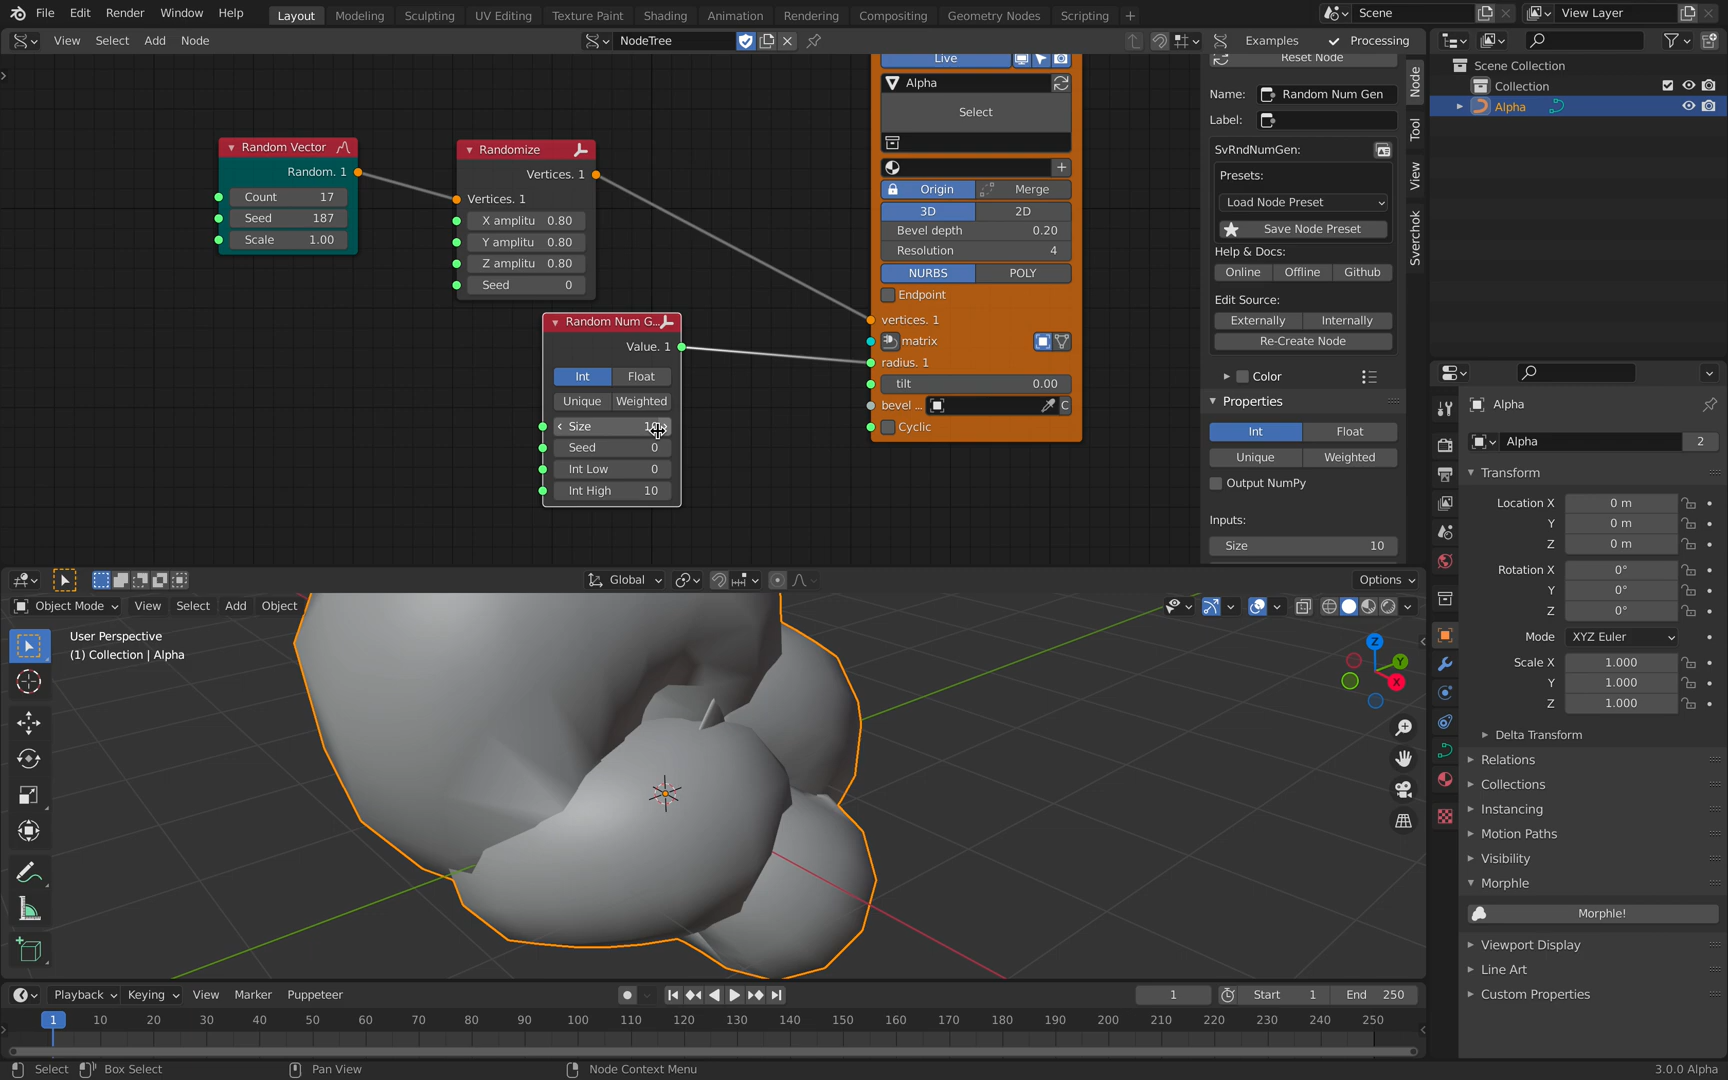 File Edit Render Window Help Layout Modeling Sculpting UV Editing Texture Paint Shading Animation Rendering Compositing Geometry Nodes Scripting + Scene View Layer
View Select Add Node NodeTree Examples Processing
Random Vector
Random. 1
Count 17
Seed 187
Scale 1.00
Randomize
Vertices. 1
Vertices. 1
X amplitu 0.80
Y amplitu 0.80
Z amplitu 0.80
Seed 0
Random Num G...
Value. 1
Int Float
Unique Weighted
Size
Seed 0
Int Low 0
Int High 10
Live
Alpha
Select
Origin Merge
3D 2D
Bevel depth 0.20
Resolution 4
NURBS POLY
Endpoint
vertices. 1
matrix
radius. 1
tilt 0.00
bevel ... C
Cyclic
Reset Node
Name: Random Num Gen
Label:
SvRndNumGen:
Presets:
Load Node Preset
Save Node Preset
Help & Docs:
Online Offline Github
Edit Source:
Externally Internally
Re-Create Node
Color
Properties
Int Float
Unique Weighted
Output NumPy
Inputs:
Size 10
Node
Tool
View
Sverchok
Scene Collection
Collection
Alpha
Alpha
Alpha 2
Transform
Location X 0 m
Y 0 m
Z 0 m
Rotation X 0°
Y 0°
Z 0°
Mode XYZ Euler
Scale X 1.000
Y 1.000
Z 1.000
Delta Transform
Relations
Collections
Instancing
Motion Paths
Visibility
Morphle
Morphle!
Viewport Display
Line Art
Custom Properties
Global Options
Object Mode View Select Add Object
User Perspective
(1) Collection | Alpha
Z
Y
X
Playback Keying View Marker Puppeteer 1 Start 1 End 250
1 10 20 30 40 50 60 70 80 90 100 110 120 130 140 150 160 170 180 190 200 210 220 230 240 250
Select Box Select Pan View Node Context Menu 3.0.0 Alpha